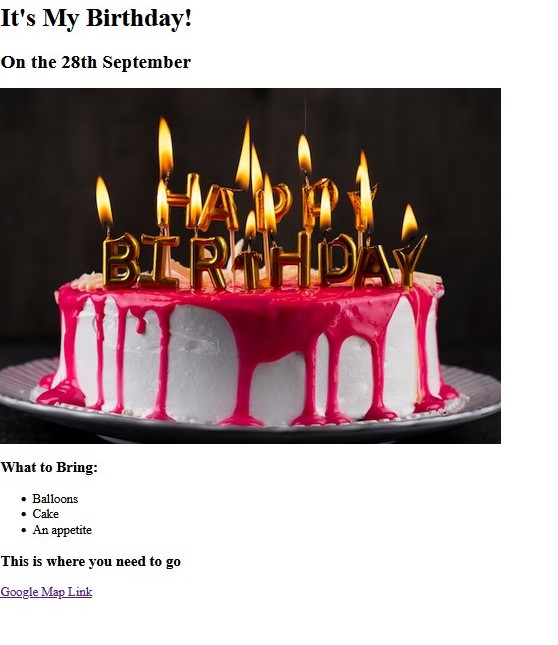 It's My Birthday!
On the 28th September
HAPPY
BIRTHDAY
What to Bring:
Balloons
Cake
An appetite
This is where you need to go
Google Map Link